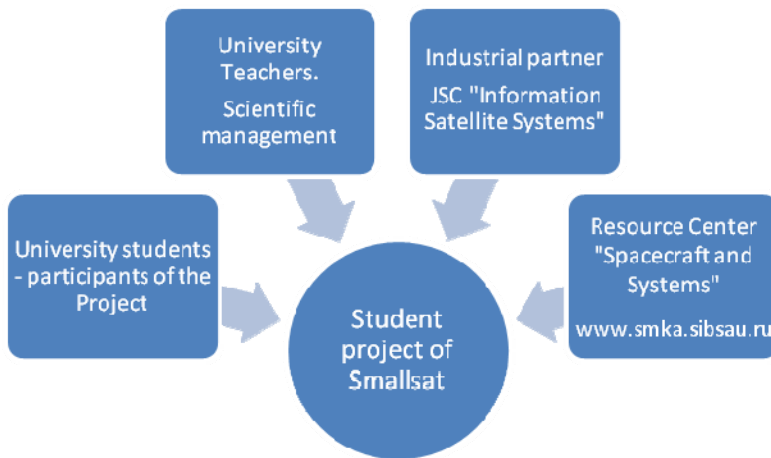 University
Teachers.
Scientific
management
Industrial partner
JSC "Information
Satellite Systems"
University students
- participants of the
Project
Resource Center
"Spacecraft and
Systems"
www.smka.sibsau.ru
Student
project of
Smallsat